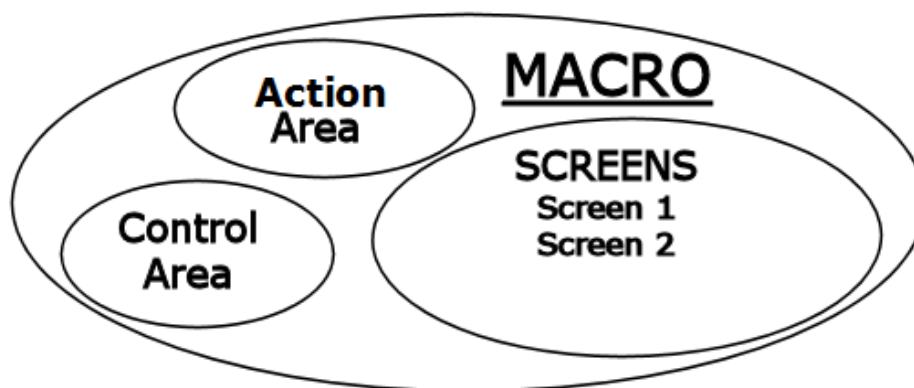 MACRO
Action
Area
SCREENS
Screen 1
Screen 2
Control
Area